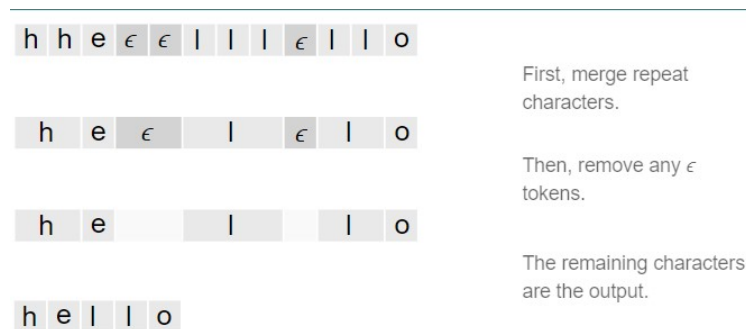 h h e ϵ ϵ l l l ϵ l l o
First, merge repeat
characters.
h e ϵ l ϵ l o
Then, remove any ϵ
tokens.
h e l l o
The remaining characters
are the output.
h e l l o